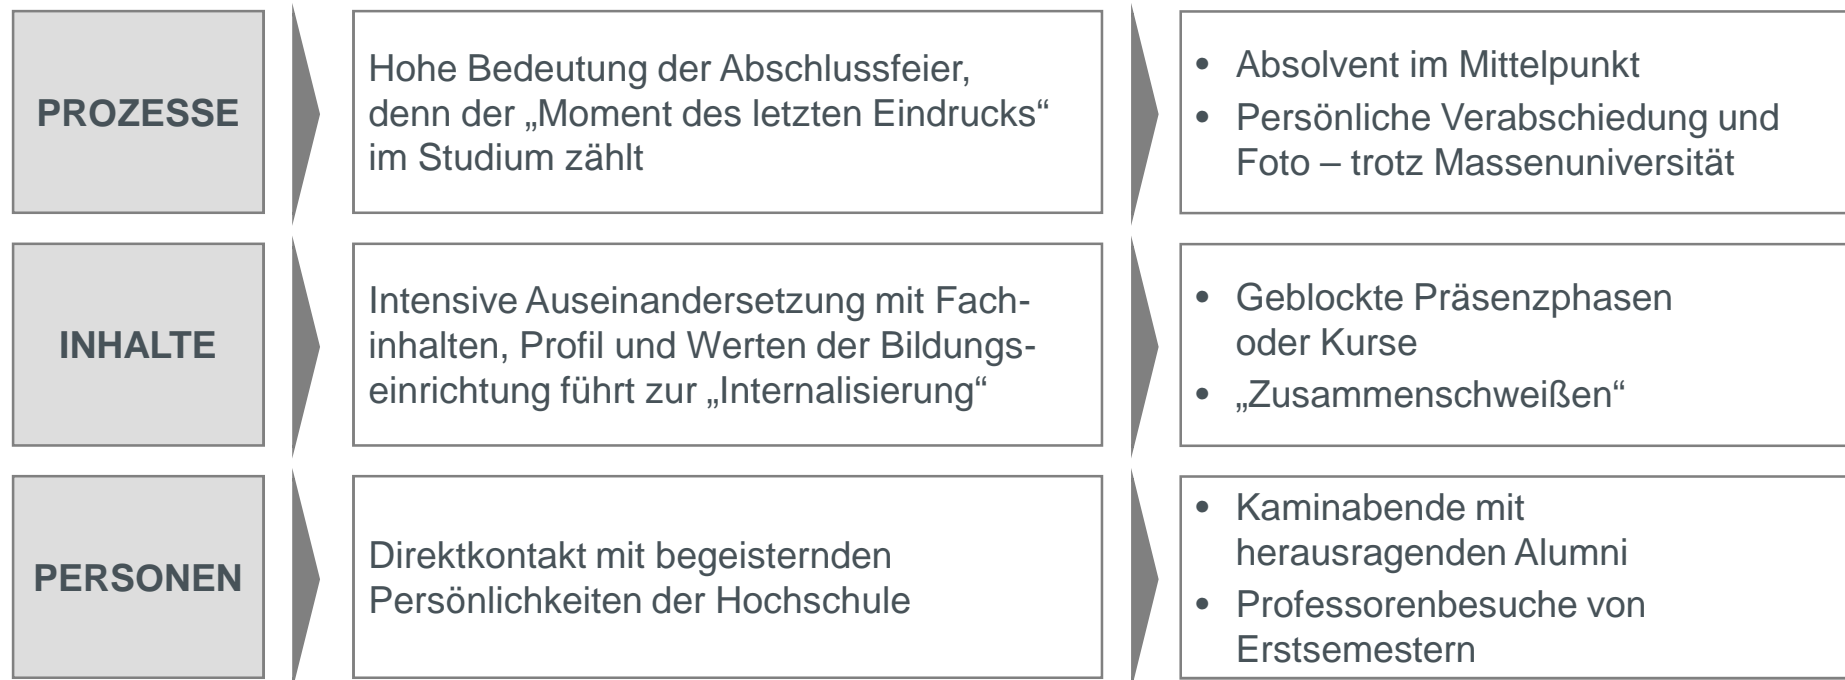 PROZESSE
Hohe Bedeutung der Abschlussfeier,
denn der „Moment des letzten Eindrucks“
im Studium zählt
• Absolvent im Mittelpunkt
• Persönliche Verabschiedung und
Foto – trotz Massenuniversität
INHALTE
Intensive Auseinandersetzung mit Fach-
inhalten, Profil und Werten der Bildungs-
einrichtung führt zur „Internalisierung“
• Geblockte Präsenzphasen
oder Kurse
• „Zusammenschweißen“
PERSONEN
Direktkontakt mit begeisternden
Persönlichkeiten der Hochschule
• Kaminabende mit
herausragenden Alumni
• Professorenbesuche von
Erstsemestern